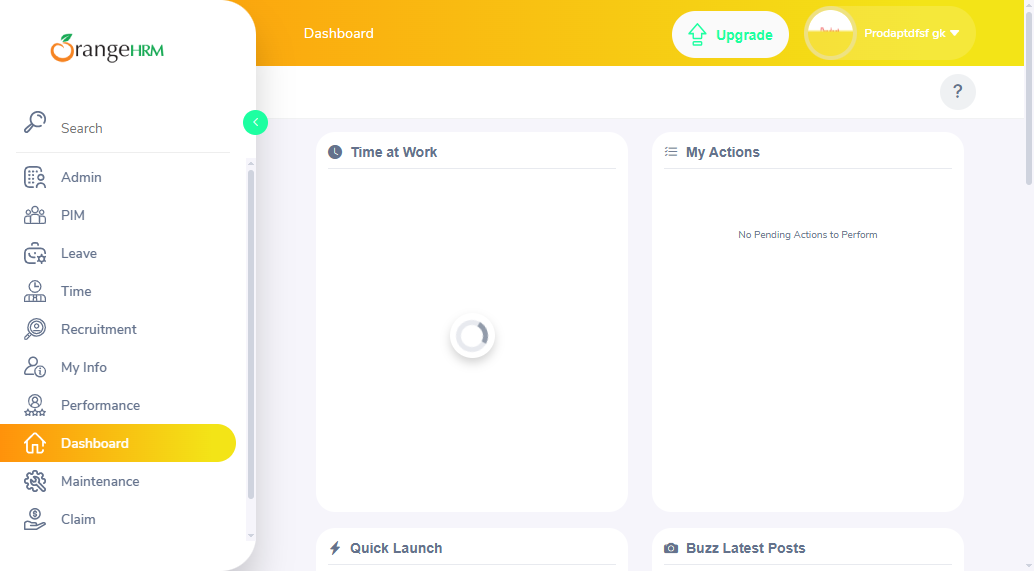 OrangeHRM
Dashboard
Upgrade
Prodaptdfsf gk
?
Search
Admin
PIM
Leave
Time
Recruitment
My Info
Performance
Dashboard
Maintenance
Claim
Time at Work
My Actions
No Pending Actions to Perform
Quick Launch
Buzz Latest Posts